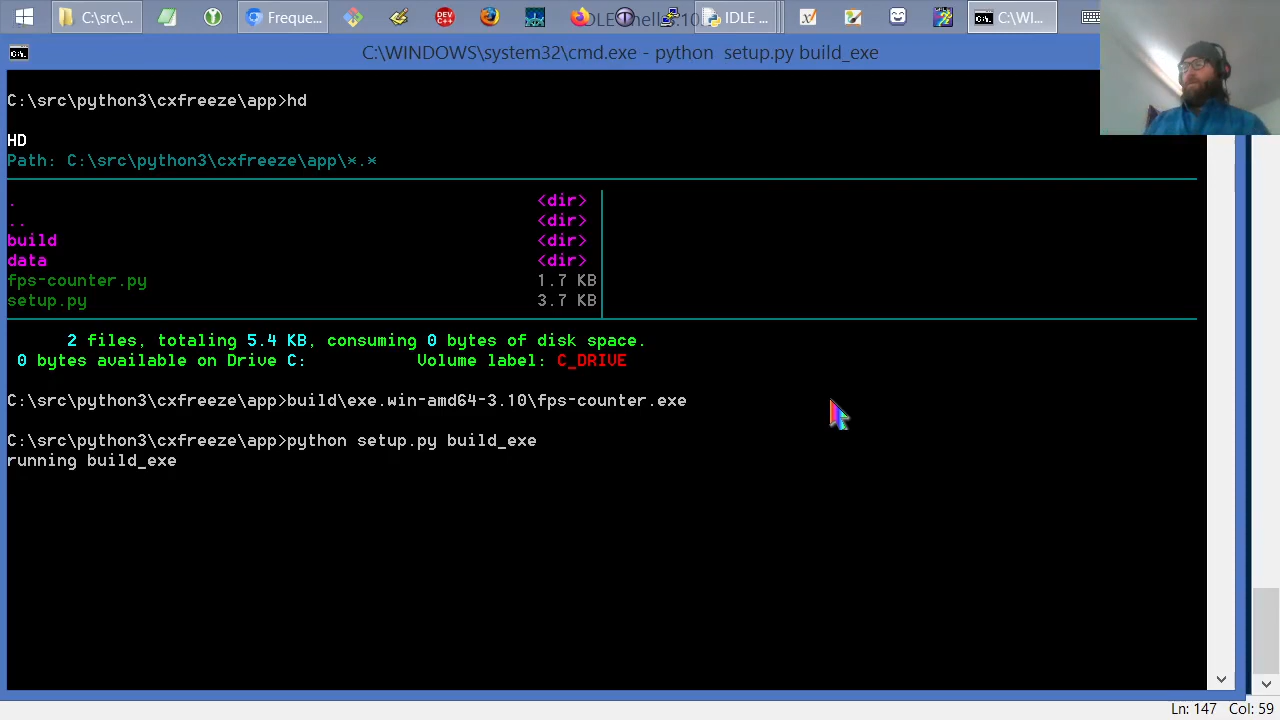 C:\src\...
Freque...
IDLE Shell 3.10
IDLE ...
C:\WI...
C:\WINDOWS\system32\cmd.exe - python setup.py build_exe
C:\src\python3\cxfreeze\app>hd
HD
Path: C:\src\python3\cxfreeze\app\*.*
. <dir>
.. <dir>
build <dir>
data <dir>
fps-counter.py 1.7 KB
setup.py 3.7 KB
2 files, totaling 5.4 KB, consuming 0 bytes of disk space.
0 bytes available on Drive C: Volume label: C_DRIVE
C:\src\python3\cxfreeze\app>build\exe.win-amd64-3.10\fps-counter.exe
C:\src\python3\cxfreeze\app>python setup.py build_exe
running build_exe
Ln: 147 Col: 59